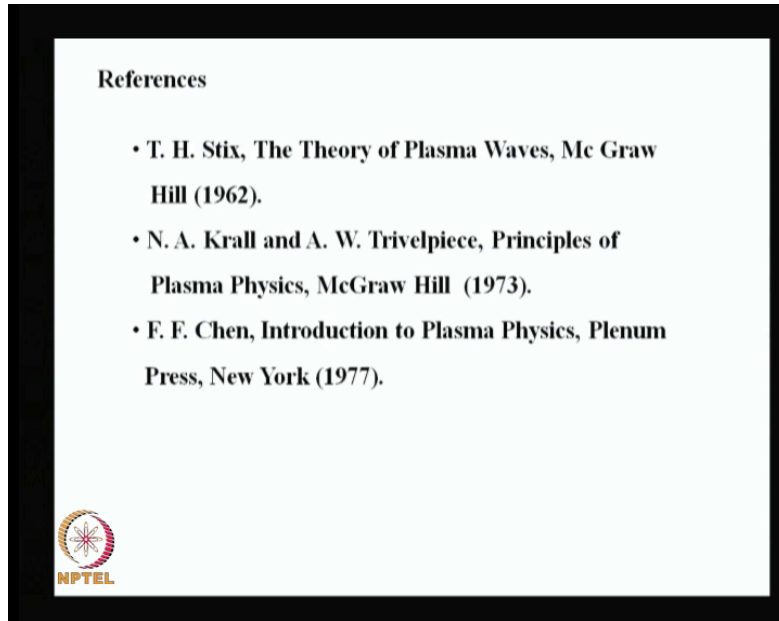 References
• T. H. Stix, The Theory of Plasma Waves, Mc Graw
Hill (1962).
• N. A. Krall and A. W. Trivelpiece, Principles of
Plasma Physics, McGraw Hill (1973).
• F. F. Chen, Introduction to Plasma Physics, Plenum
Press, New York (1977).
NPTEL